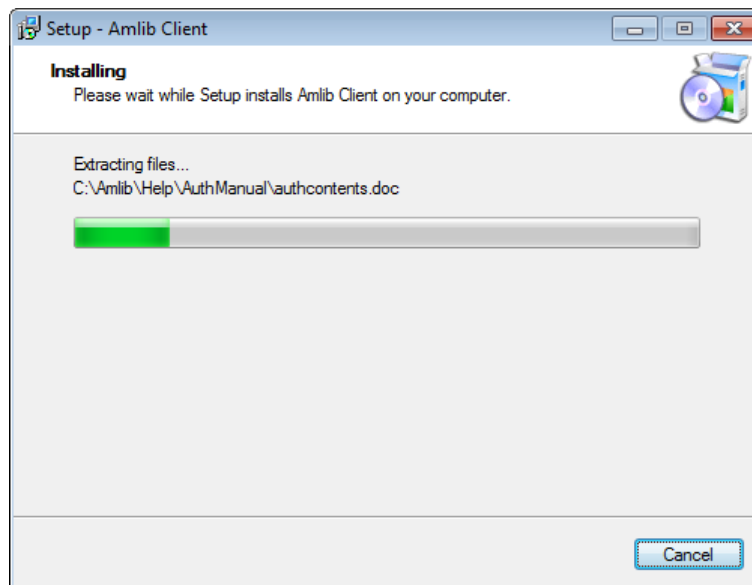 Setup - Amlib Client
Installing
Please wait while Setup installs Amlib Client on your computer.
Extracting files...
C:\Amlib\Help\AuthManual\authcontents.doc
Cancel